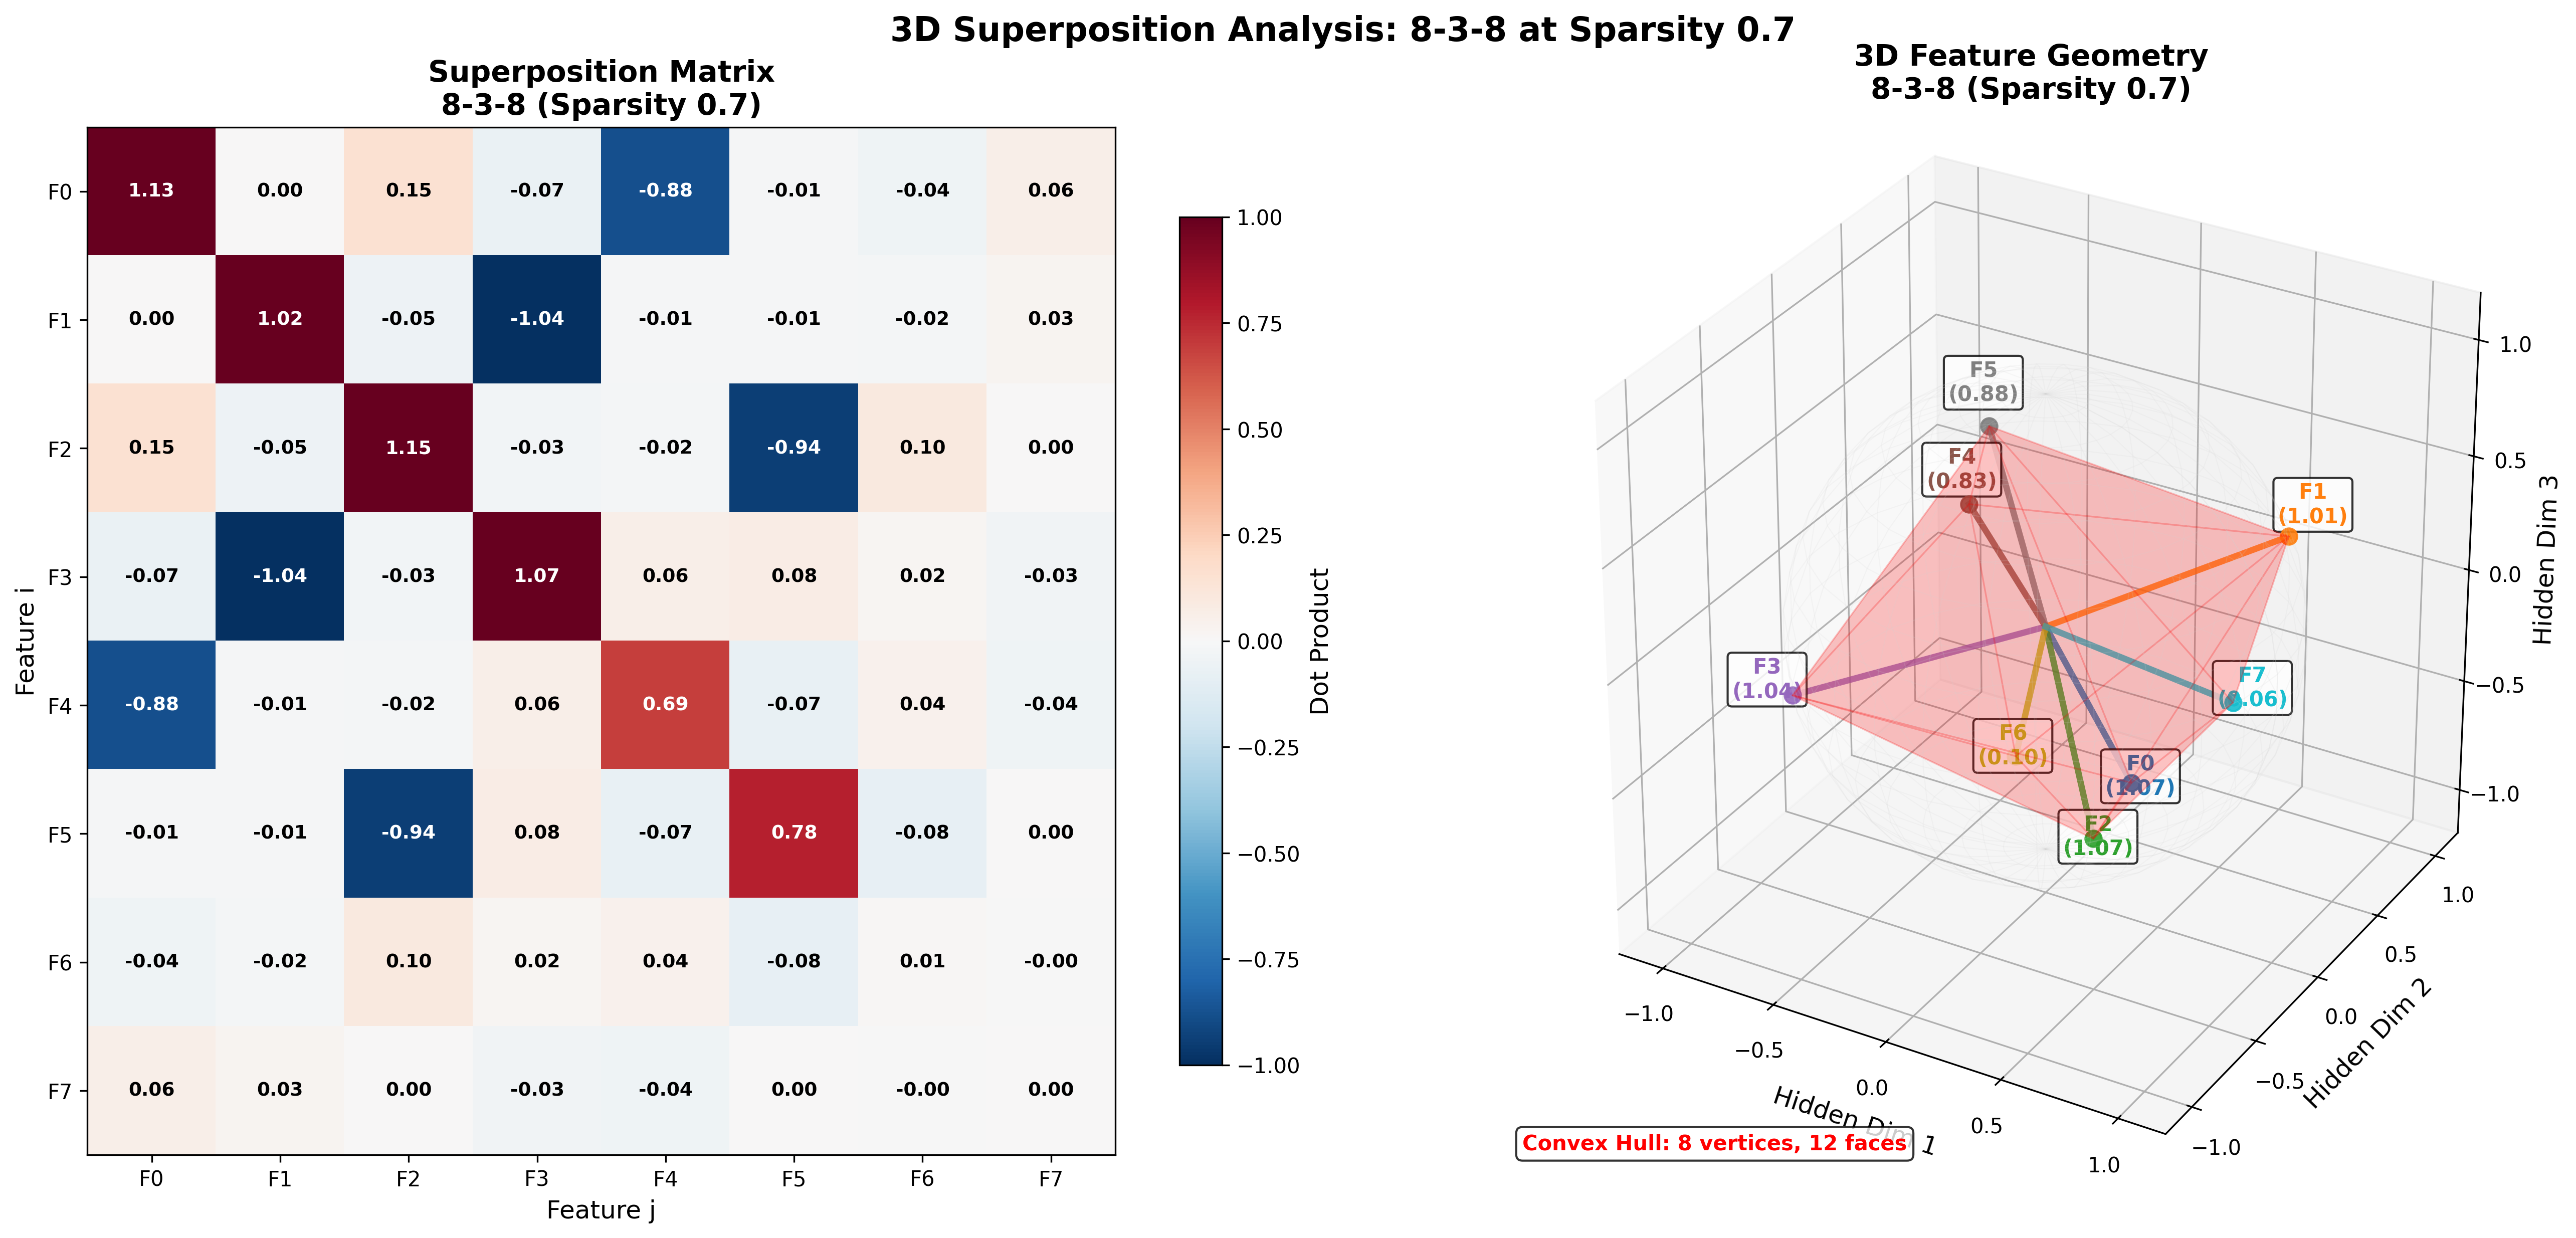 3D Superposition Analysis: 8-3-8 at Sparsity 0.7
Superposition Matrix
8-3-8 (Sparsity 0.7)
F0 1.13 0.00 0.15 -0.07 -0.88 -0.01 -0.04 0.06
F1 0.00 1.02 -0.05 -1.04 -0.01 -0.01 -0.02 0.03
F2 0.15 -0.05 1.15 -0.03 -0.02 -0.94 0.10 0.00
F3 -0.07 -1.04 -0.03 1.07 0.06 0.08 0.02 -0.03
F4 -0.88 -0.01 -0.02 0.06 0.69 -0.07 0.04 -0.04
F5 -0.01 -0.01 -0.94 0.08 -0.07 0.78 -0.08 0.00
F6 -0.04 -0.02 0.10 0.02 0.04 -0.08 0.01 -0.00
F7 0.06 0.03 0.00 -0.03 -0.04 0.00 -0.00 0.00
F0 F1 F2 F3 F4 F5 F6 F7
Feature j
Feature i
1.00
0.75
0.50
0.25
0.00
−0.25
−0.50
−0.75
−1.00
Dot Product
3D Feature Geometry
8-3-8 (Sparsity 0.7)
F5
(0.88)
F4
(0.83)
F1
(1.01)
F3
(1.04)
F7
F6
(0.10)
F0
(1.07)
F2
(1.07)
1.0
0.5
0.0
−0.5
−1.0
Hidden Dim 3
1.0
0.5
0.0
−0.5
−1.0
Hidden Dim 2
−1.0
−0.5
0.0
0.5
1.0
Hidden Dim 1
Convex Hull: 8 vertices, 12 faces